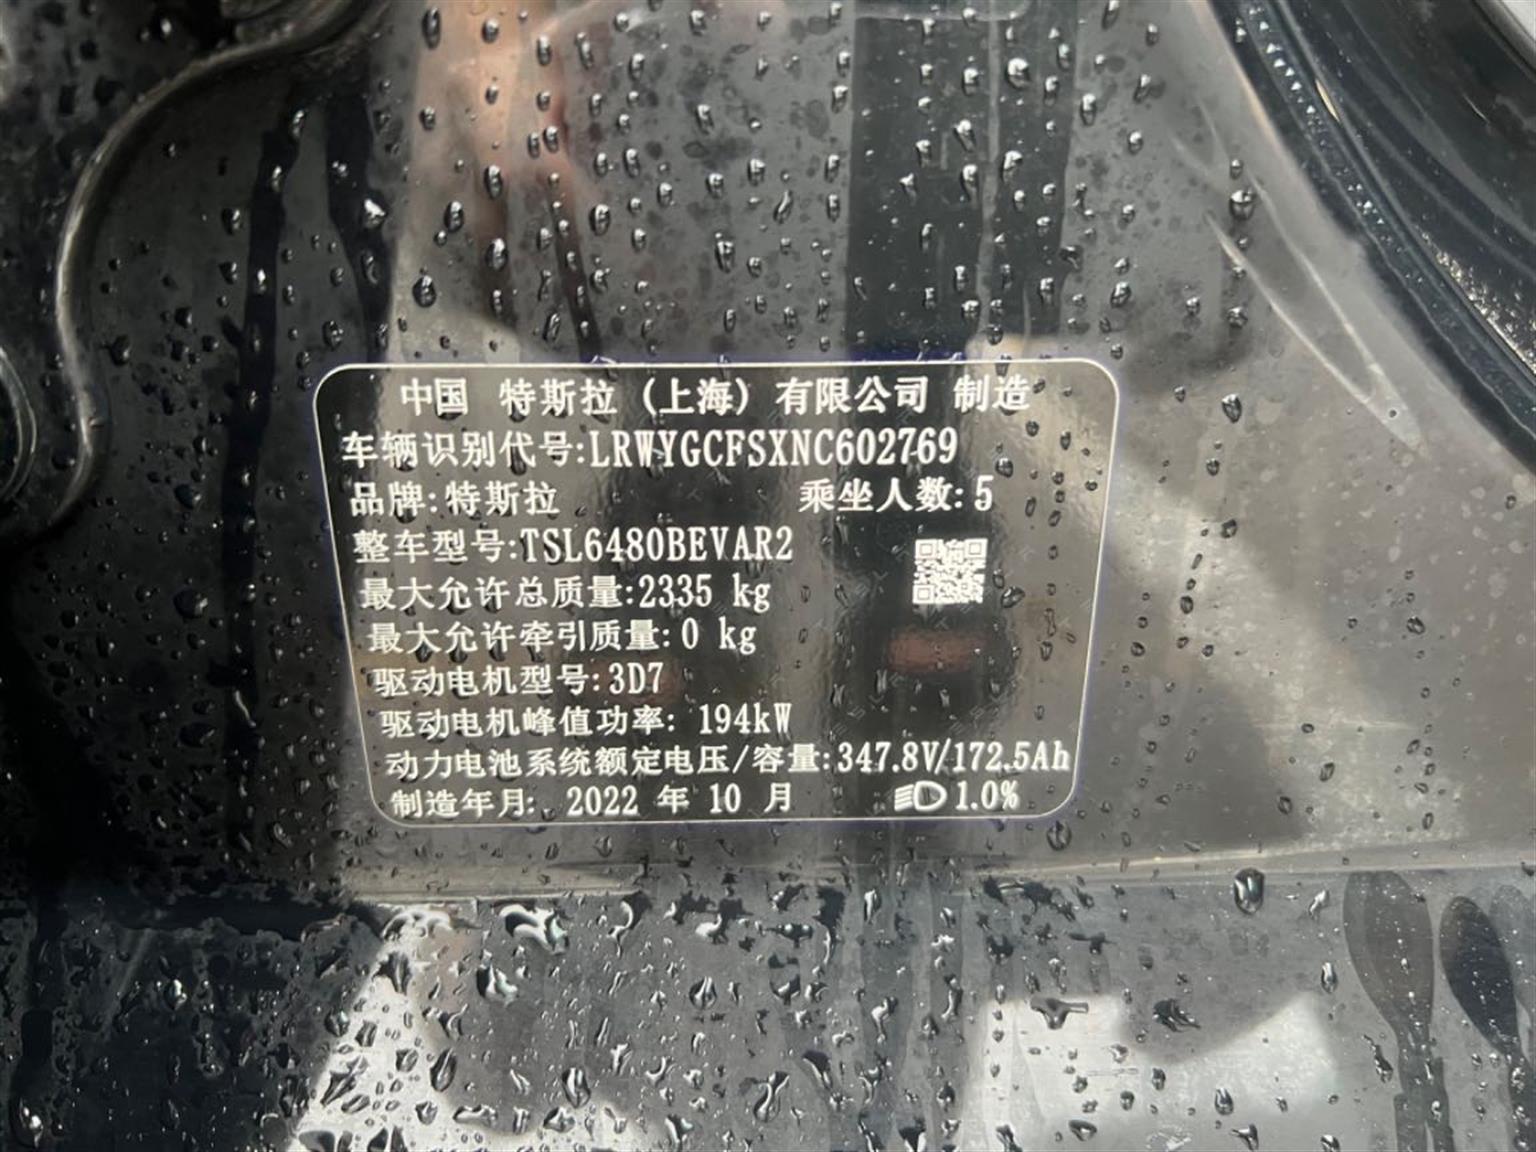 中国 特斯拉 (上海) 有限公司 制造
车辆识别代号:LRWYGCFSXNC602769
品牌:特斯拉 乘坐人数:5
整车型号:TSL6480BEVAR2
最大允许总质量:2335 kg
最大允许牵引质量:0 kg
驱动电机型号:3D7
驱动电机峰值功率: 194kW
动力电池系统额定电压/容量:347.8V/172.5Ah
制造年月: 2022 年 10 月 1.0%